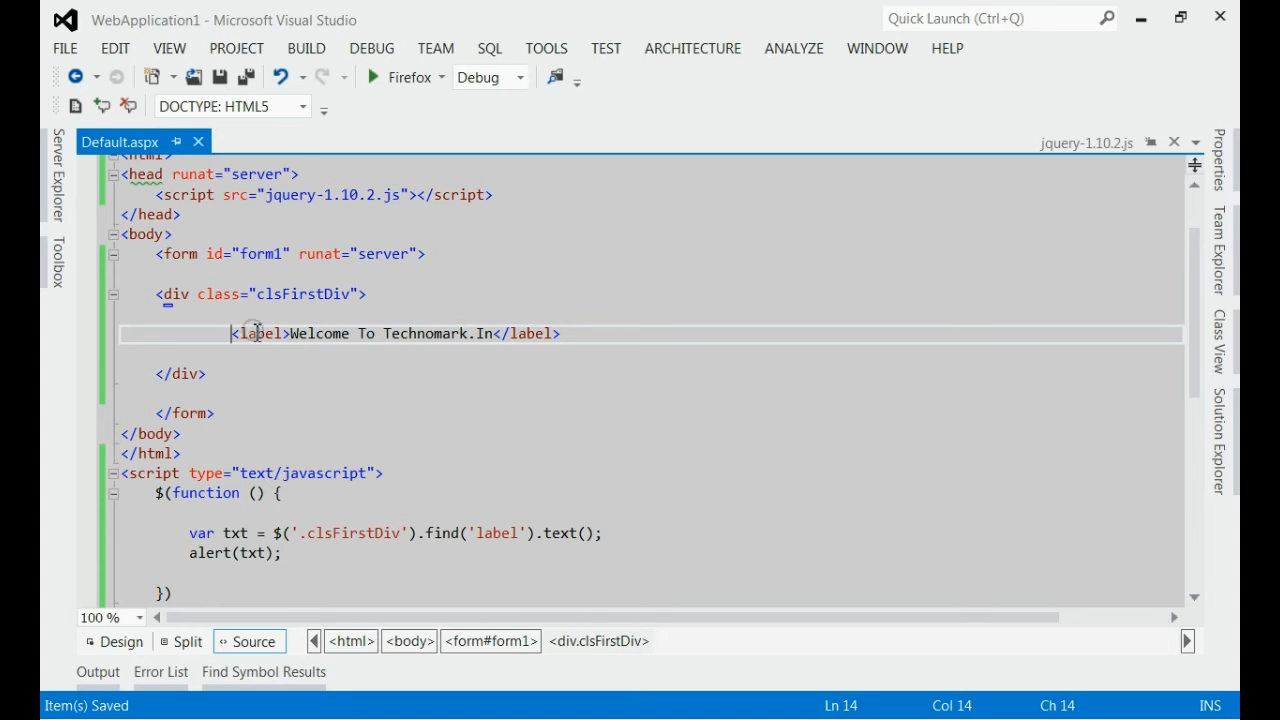 WebApplication1 - Microsoft Visual Studio
Quick Launch (Ctrl+Q)
FILE EDIT VIEW PROJECT BUILD DEBUG TEAM SQL TOOLS TEST ARCHITECTURE ANALYZE WINDOW HELP
Firefox Debug
DOCTYPE: HTML5
Default.aspx
jquery-1.10.2.js
Server Explorer
Toolbox
Properties
Team Explorer
Class View
Solution Explorer
<html>
<head runat="server">
<script src="jquery-1.10.2.js"></script>
</head>
<body>
<form id="form1" runat="server">
<div class="clsFirstDiv">
<label>Welcome To Technomark.In</label>
</div>
</form>
</body>
</html>
<script type="text/javascript">
$(function () {
var txt = $('.clsFirstDiv').find('label').text();
alert(txt);
})
100 %
Design Split Source <html> <body> <form#form1> <div.clsFirstDiv>
Output Error List Find Symbol Results
Item(s) Saved Ln 14 Col 14 Ch 14 INS